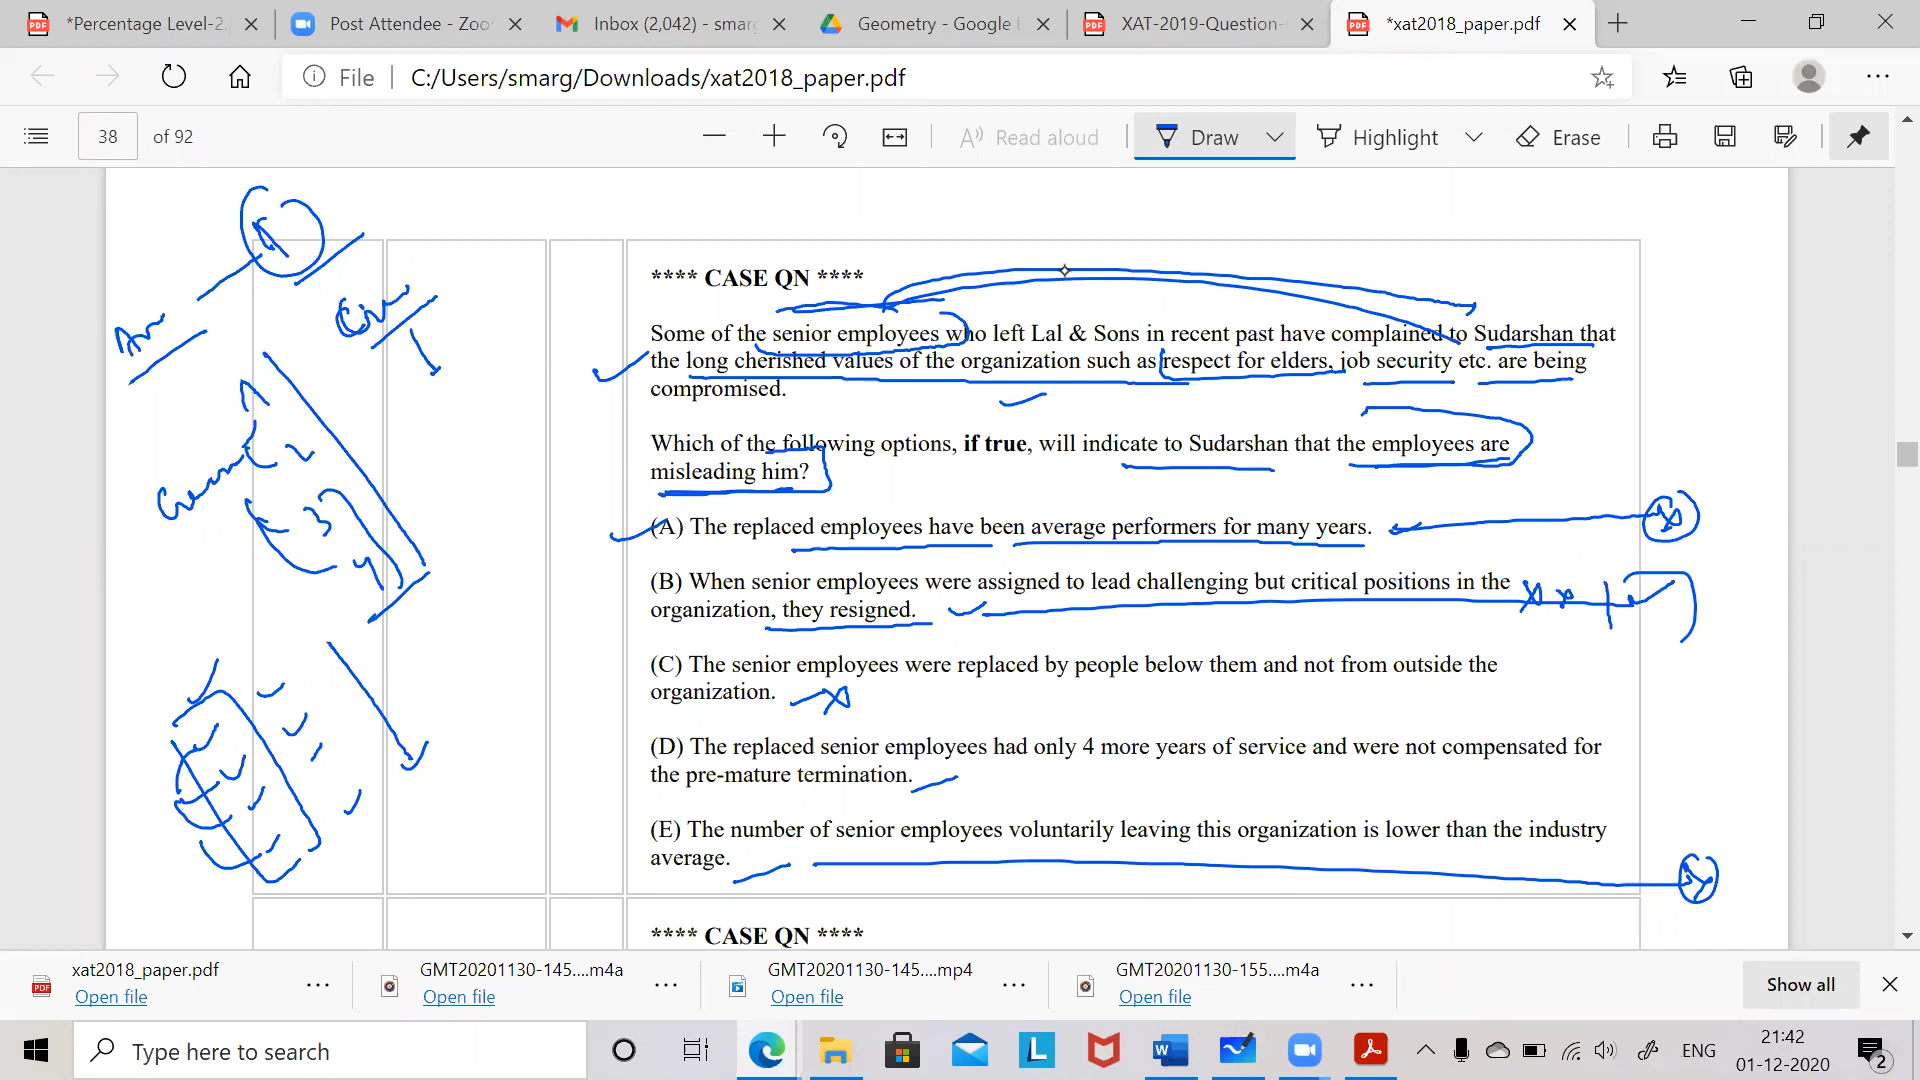 *Percentage Level-2.
Post Attendee - Zoo
Inbox (2,042) - smarg
Geometry - Google
XAT-2019-Question-
*xat2018_paper.pdf
File
C:/Users/smarg/Downloads/xat2018_paper.pdf
38 of 92
Read aloud
Draw
Highlight
Erase
**** CASE QN ****
Some of the senior employees who left Lal & Sons in recent past have complained to Sudarshan that
the long cherished values of the organization such as respect for elders, job security etc. are being
compromised.
Which of the following options, if true, will indicate to Sudarshan that the employees are
misleading him?
(A) The replaced employees have been average performers for many years.
(B) When senior employees were assigned to lead challenging but critical positions in the
organization, they resigned.
(C) The senior employees were replaced by people below them and not from outside the
organization.
(D) The replaced senior employees had only 4 more years of service and were not compensated for
the pre-mature termination.
(E) The number of senior employees voluntarily leaving this organization is lower than the industry
average.
**** CASE QN ****
2
3
4
xat2018_paper.pdf
Open file
GMT20201130-145....m4a
Open file
GMT20201130-145....mp4
Open file
GMT20201130-155....m4a
Open file
Show all
Type here to search
ENG
21:42
01-12-2020
2